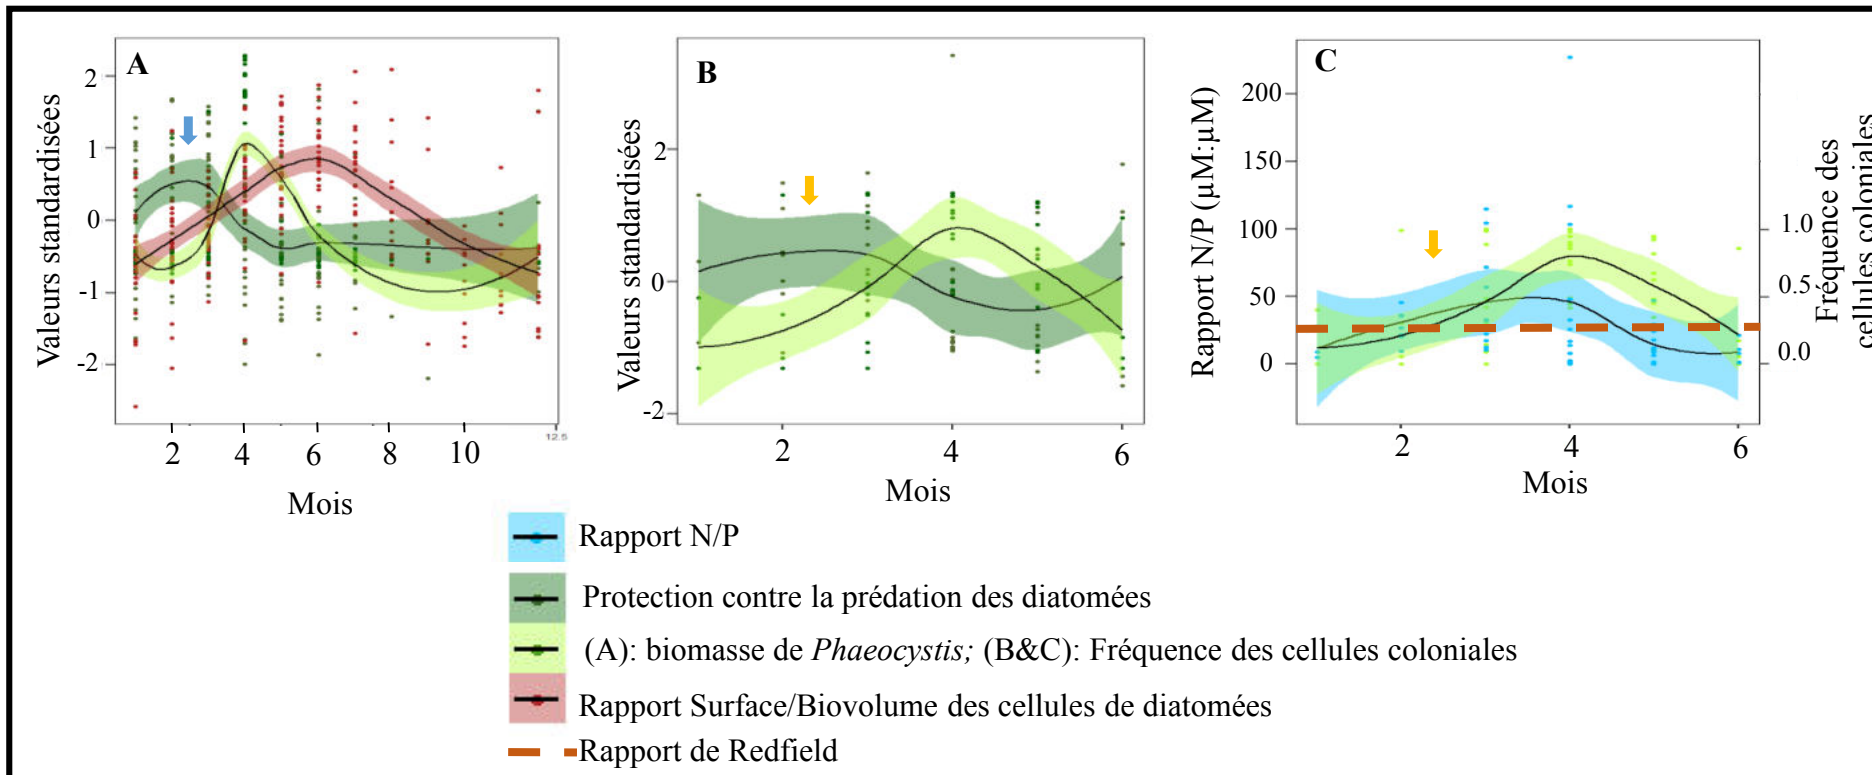 A
Valeurs standardisées
2
1
0
-1
-2
2
4
6
8
10
12.5
Mois
B
Valeurs standardisées
2
0
-2
2
4
6
Mois
C
Rapport N/P (µM:µM)
200
150
100
50
0
2
4
6
Mois
1.0
0.5
0.0
Fréquence des
cellules coloniales
Rapport N/P
Protection contre la prédation des diatomées
(A): biomasse de Phaeocystis; (B&C): Fréquence des cellules coloniales
Rapport Surface/Biovolume des cellules de diatomées
Rapport de Redfield